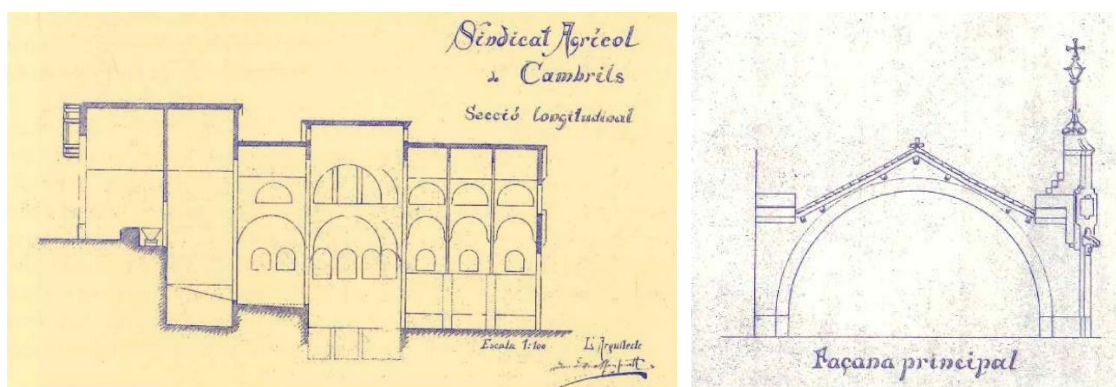 Sindicat Agrícol
de Cambrils
Secció longitudinal
Escala 1:100
L'Arquitecte
Façana principal